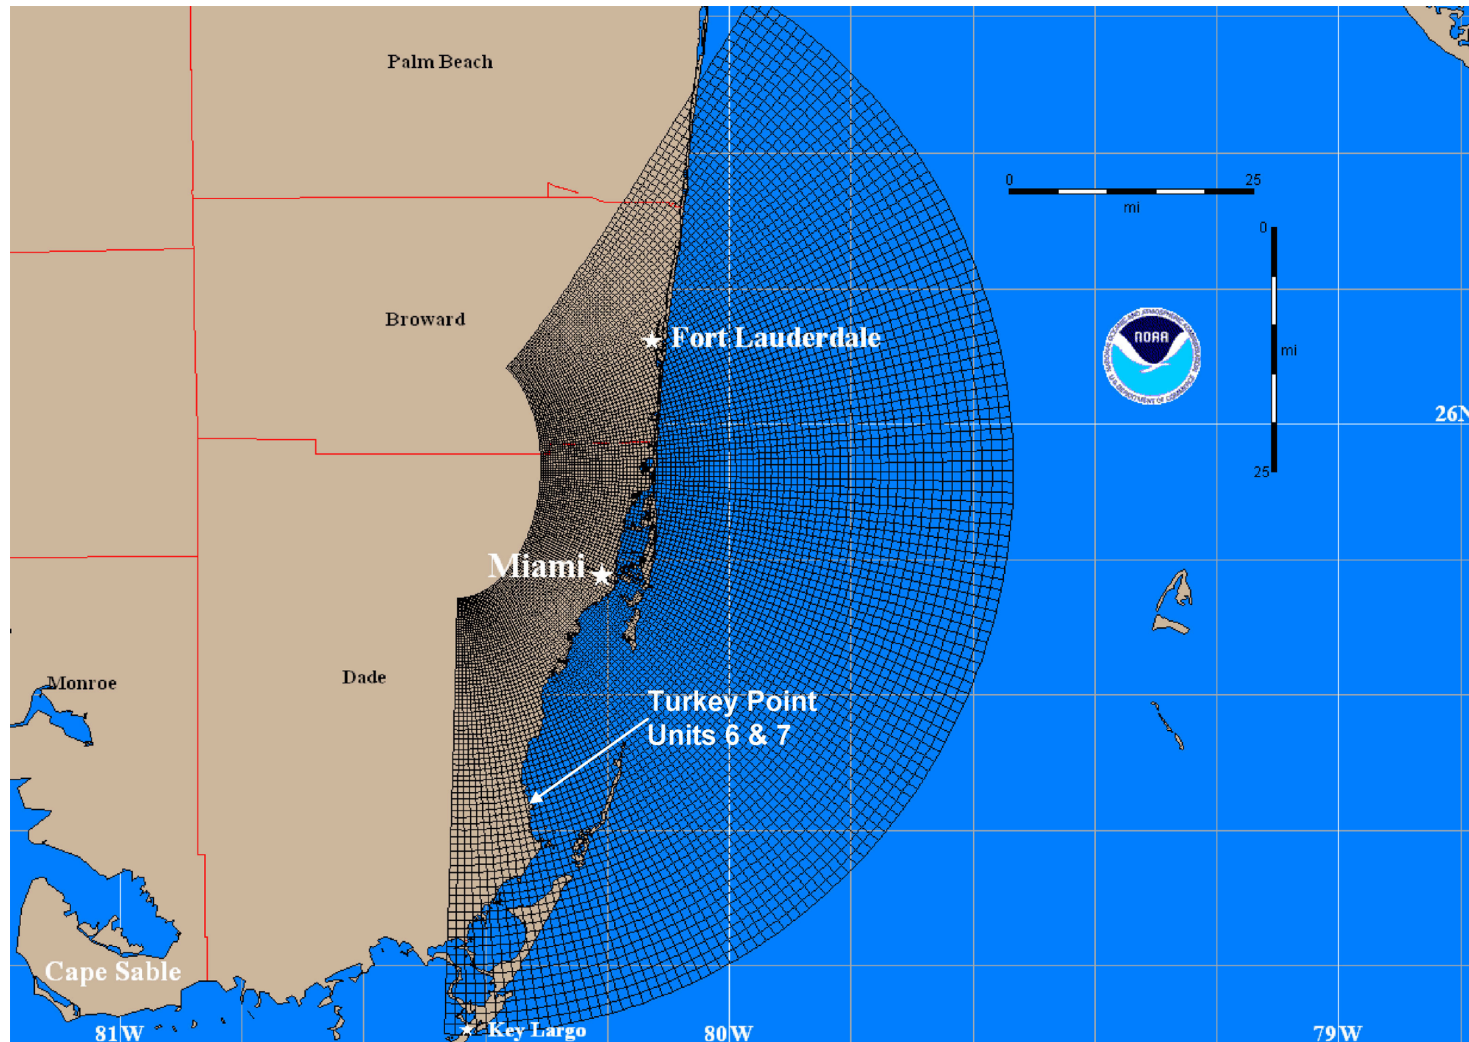 Palm Beach
0 25
mi
0
Broward
Fort Lauderdale
NOAA
mi
26N
25
Miami
Monroe
Dade
Turkey Point
Units 6 & 7
Cape Sable
Key Largo
81W 80W 79W